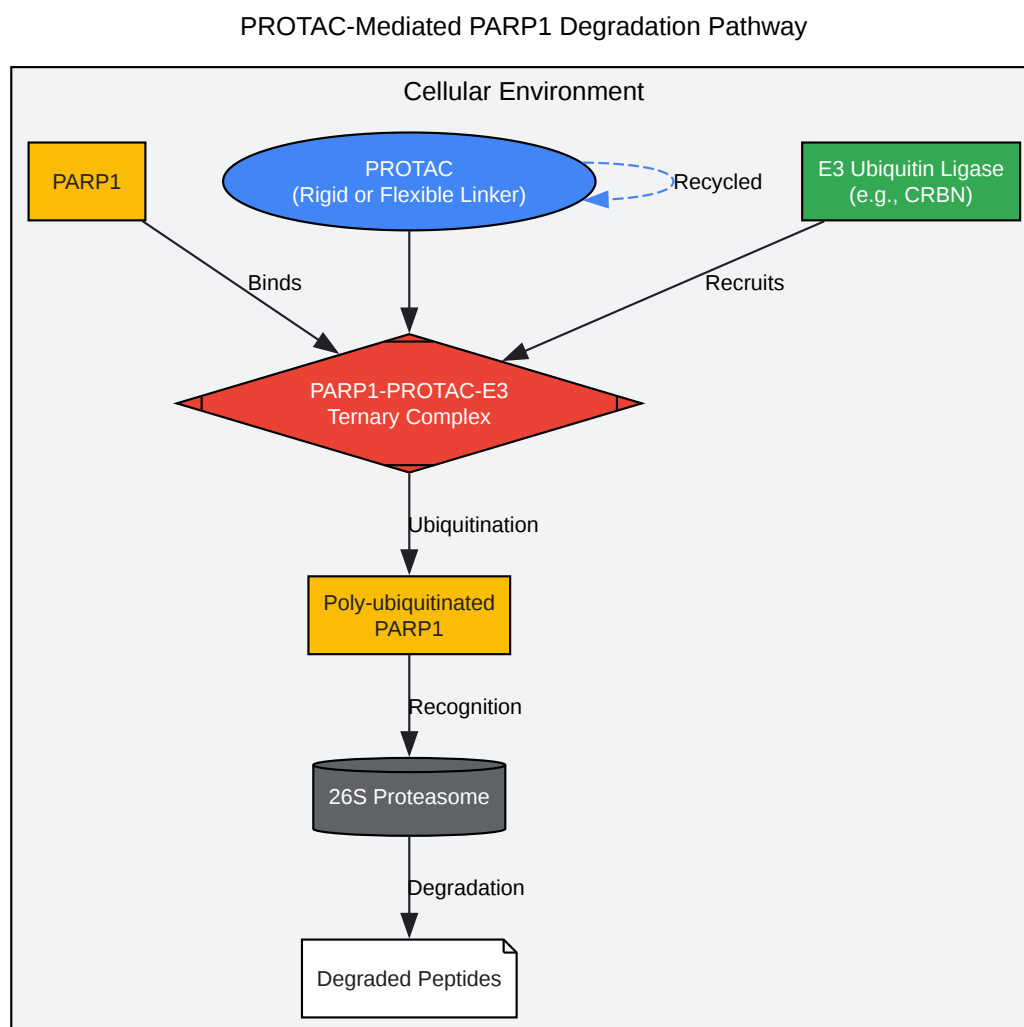 PROTAC-Mediated PARP1 Degradation Pathway
Cellular Environment
PARP1
PROTAC
(Rigid or Flexible Linker)
Recycled
E3 Ubiquitin Ligase
(e.g., CRBN)
Binds
Recruits
PARP1-PROTAC-E3
Ternary Complex
Ubiquitination
Poly-ubiquitinated
PARP1
Recognition
26S Proteasome
Degradation
Degraded Peptides